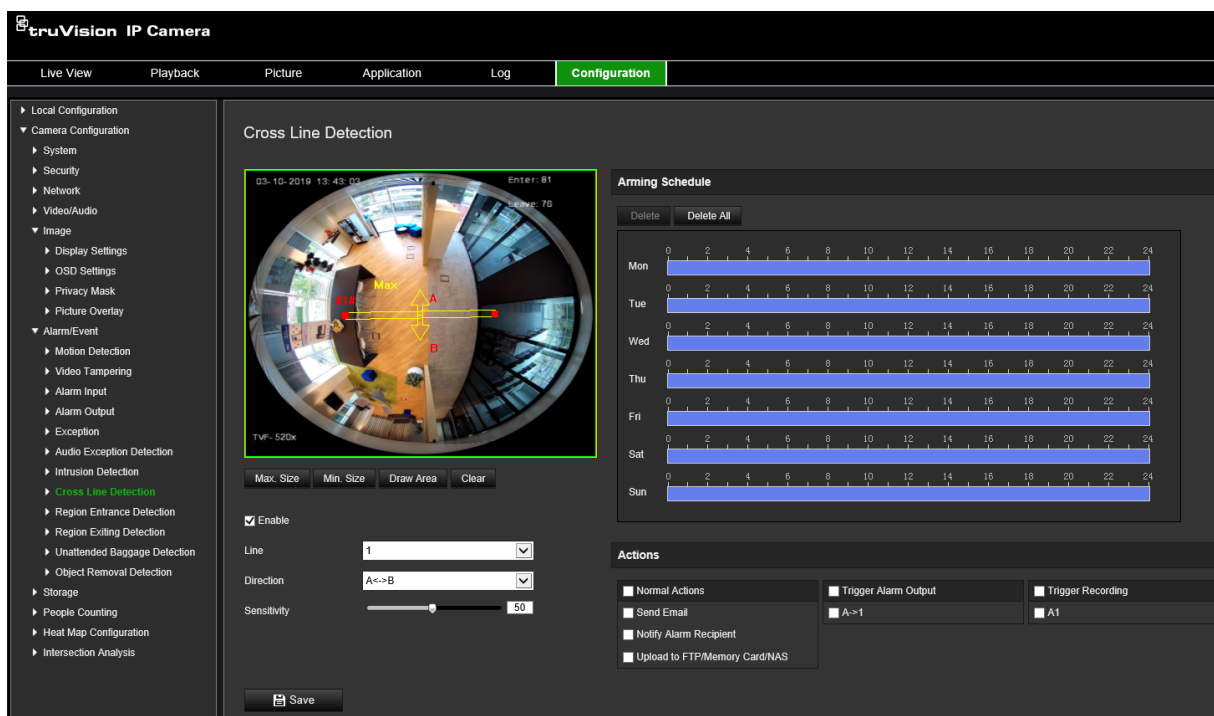 truVision IP Camera
Live View Playback Picture Application Log Configuration
Local Configuration
Camera Configuration
System
Security
Network
Video/Audio
Image
Display Settings
OSD Settings
Privacy Mask
Picture Overlay
Alarm/Event
Motion Detection
Video Tampering
Alarm Input
Alarm Output
Exception
Audio Exception Detection
Intrusion Detection
Cross Line Detection
Region Entrance Detection
Region Exiting Detection
Unattended Baggage Detection
Object Removal Detection
Storage
People Counting
Heat Map Configuration
Intersection Analysis
Cross Line Detection
03-10-2019 13:43:03 Enter:81
Leave:76
Max
#1# A
B
TVF-520x
Max. Size Min. Size Draw Area Clear
Enable
Line 1
Direction A<->B
Sensitivity 50
Save
Arming Schedule
Delete Delete All
0 2 4 6 8 10 12 14 16 18 20 22 24
Mon
0 2 4 6 8 10 12 14 16 18 20 22 24
Tue
0 2 4 6 8 10 12 14 16 18 20 22 24
Wed
0 2 4 6 8 10 12 14 16 18 20 22 24
Thu
0 2 4 6 8 10 12 14 16 18 20 22 24
Fri
0 2 4 6 8 10 12 14 16 18 20 22 24
Sat
0 2 4 6 8 10 12 14 16 18 20 22 24
Sun
Actions
Normal Actions Trigger Alarm Output Trigger Recording
Send Email A->1 A1
Notify Alarm Recipient
Upload to FTP/Memory Card/NAS